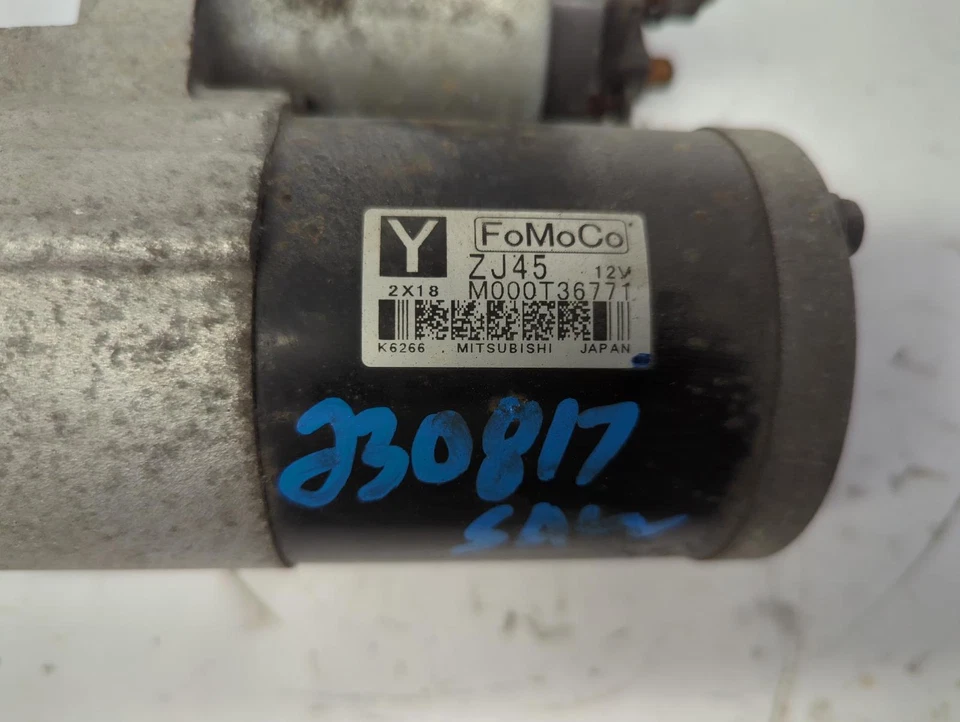 Y FoMoCo
ZJ45 12V
2X18 M000T36771
K6266 MITSUBISHI JAPAN
230817